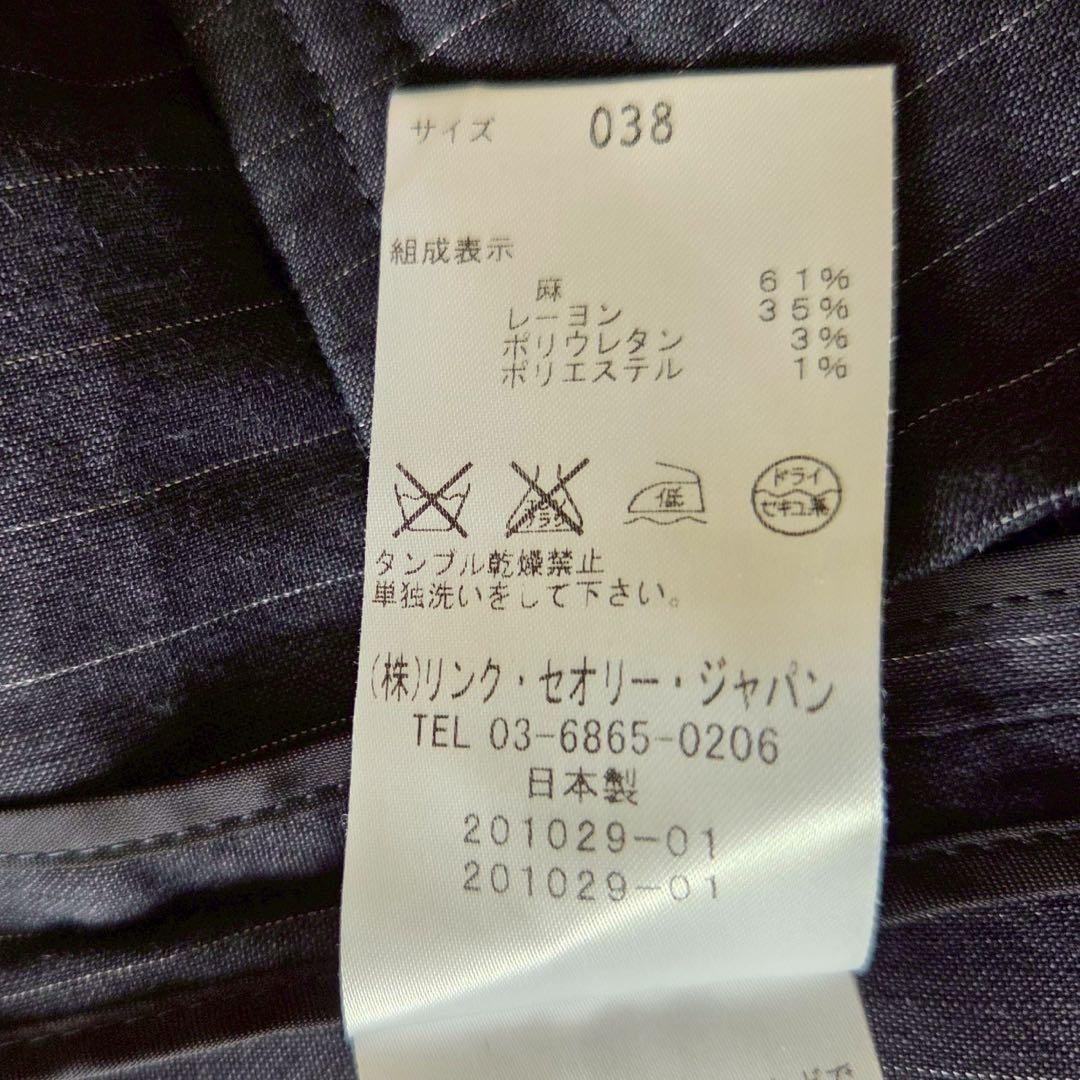 サイズ 038
組成表示
麻 61%
レーヨン 35%
ポリウレタン 3%
ポリエステル 1%
低 ドライ
セキユ系
タンブル乾燥禁止
単独洗いをして下さい。
(株)リンク・セオリー・ジャパン
TEL 03-6865-0206
日本製
201029-01
201029-01